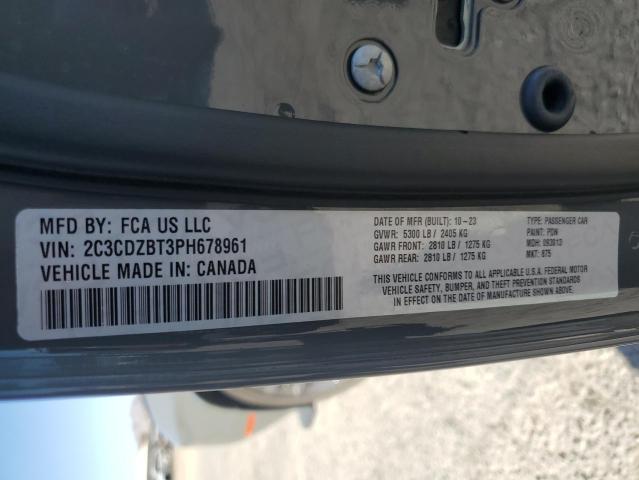 MFD BY: FCA US LLC
VIN: 2C3CDZBT3PH678961
VEHICLE MADE IN: CANADA
DATE OF MFR (BUILT): 10-23
GVWR: 5300 LB / 2405 KG
GAWR FRONT: 2810 LB / 1275 KG
GAWR REAR: 2810 LB / 1275 KG
TYPE: PASSENGER CAR
PAINT: PDN
MDH: 093013
MKT: 675
THIS VEHICLE CONFORMS TO ALL APPLICABLE U.S.A. FEDERAL MOTOR
VEHICLE SAFETY, BUMPER, AND THEFT PREVENTION STANDARDS
IN EFFECT ON THE DATE OF MANUFACTURE SHOWN ABOVE.